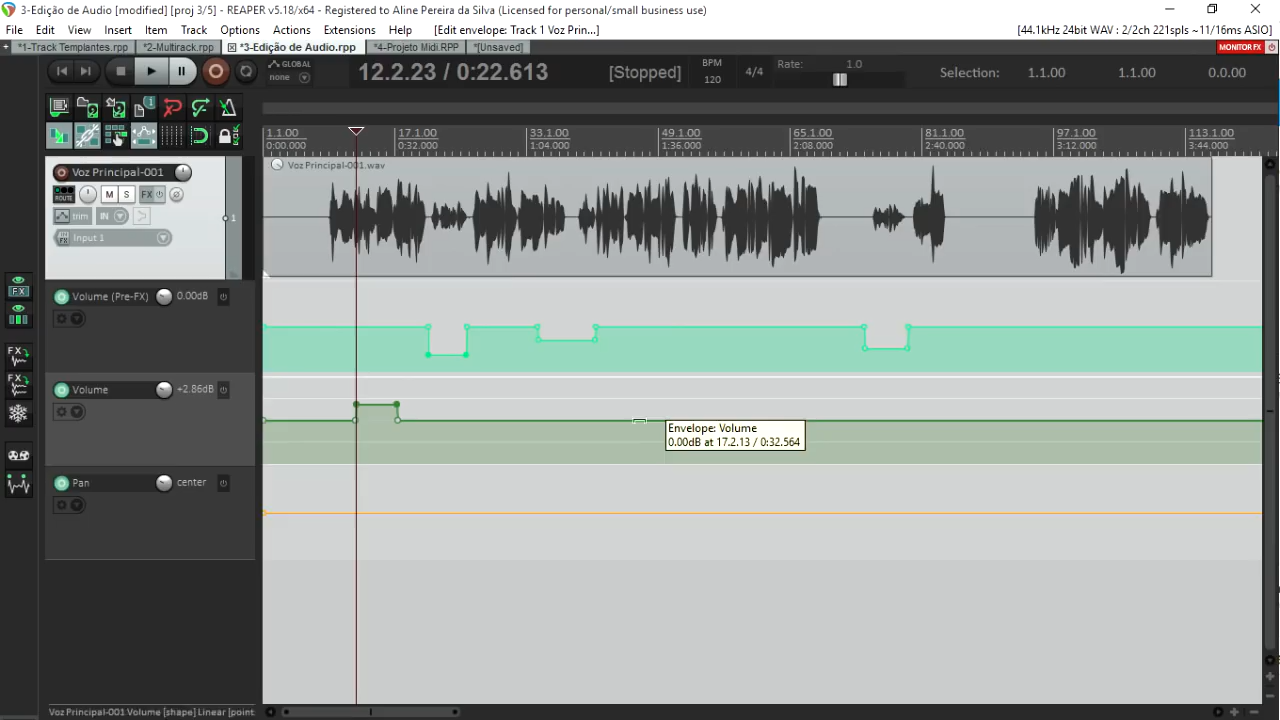 3-Edição de Audio [modified] [proj 3/5] - REAPER v5.18/x64 - Registered to Aline Pereira da Silva (Licensed for personal/small business use)
File Edit View Insert Item Track Options Actions Extensions Help [Edit envelope: Track 1 Voz Prin...] [44.1kHz 24bit WAV : 2/2ch 221spls ~11/16ms ASIO]
*1-Track Templantes.rpp *2-Multirack.rpp *3-Edição de Audio.rpp *4-Projeto Midi.RPP *[Unsaved] MONITOR FX
GLOBAL
none
12.2.23 / 0:22.613 [Stopped]
BPM
120
4/4
Rate: 1.0
Selection: 1.1.00 1.1.00 0.0.00
1.1.00 17.1.00 33.1.00 49.1.00 65.1.00 81.1.00 97.1.00 113.1.00
0:00.000 0:32.000 1:04.000 1:36.000 2:08.000 2:40.000 3:12.000 3:44.000
Voz Principal-001
Voz Principal-001.wav
ROUTE M S FX
trim IN
1
FX Input 1
FX
Volume (Pre-FX) 0.00dB
FX
FX
Volume +2.86dB
Envelope: Volume
0.00dB at 17.2.13 / 0:32.564
Pan center
Voz Principal-001 Volume [shape] Linear [point